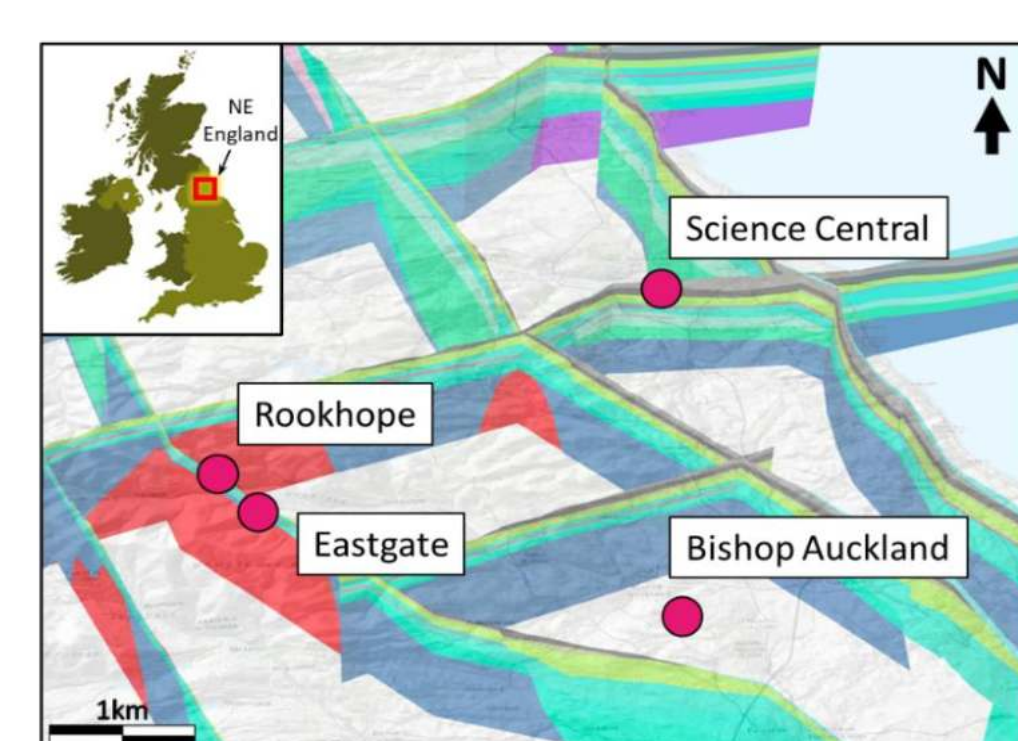 NE
England
N
Science Central
Rookhope
Eastgate
Bishop Auckland
1km